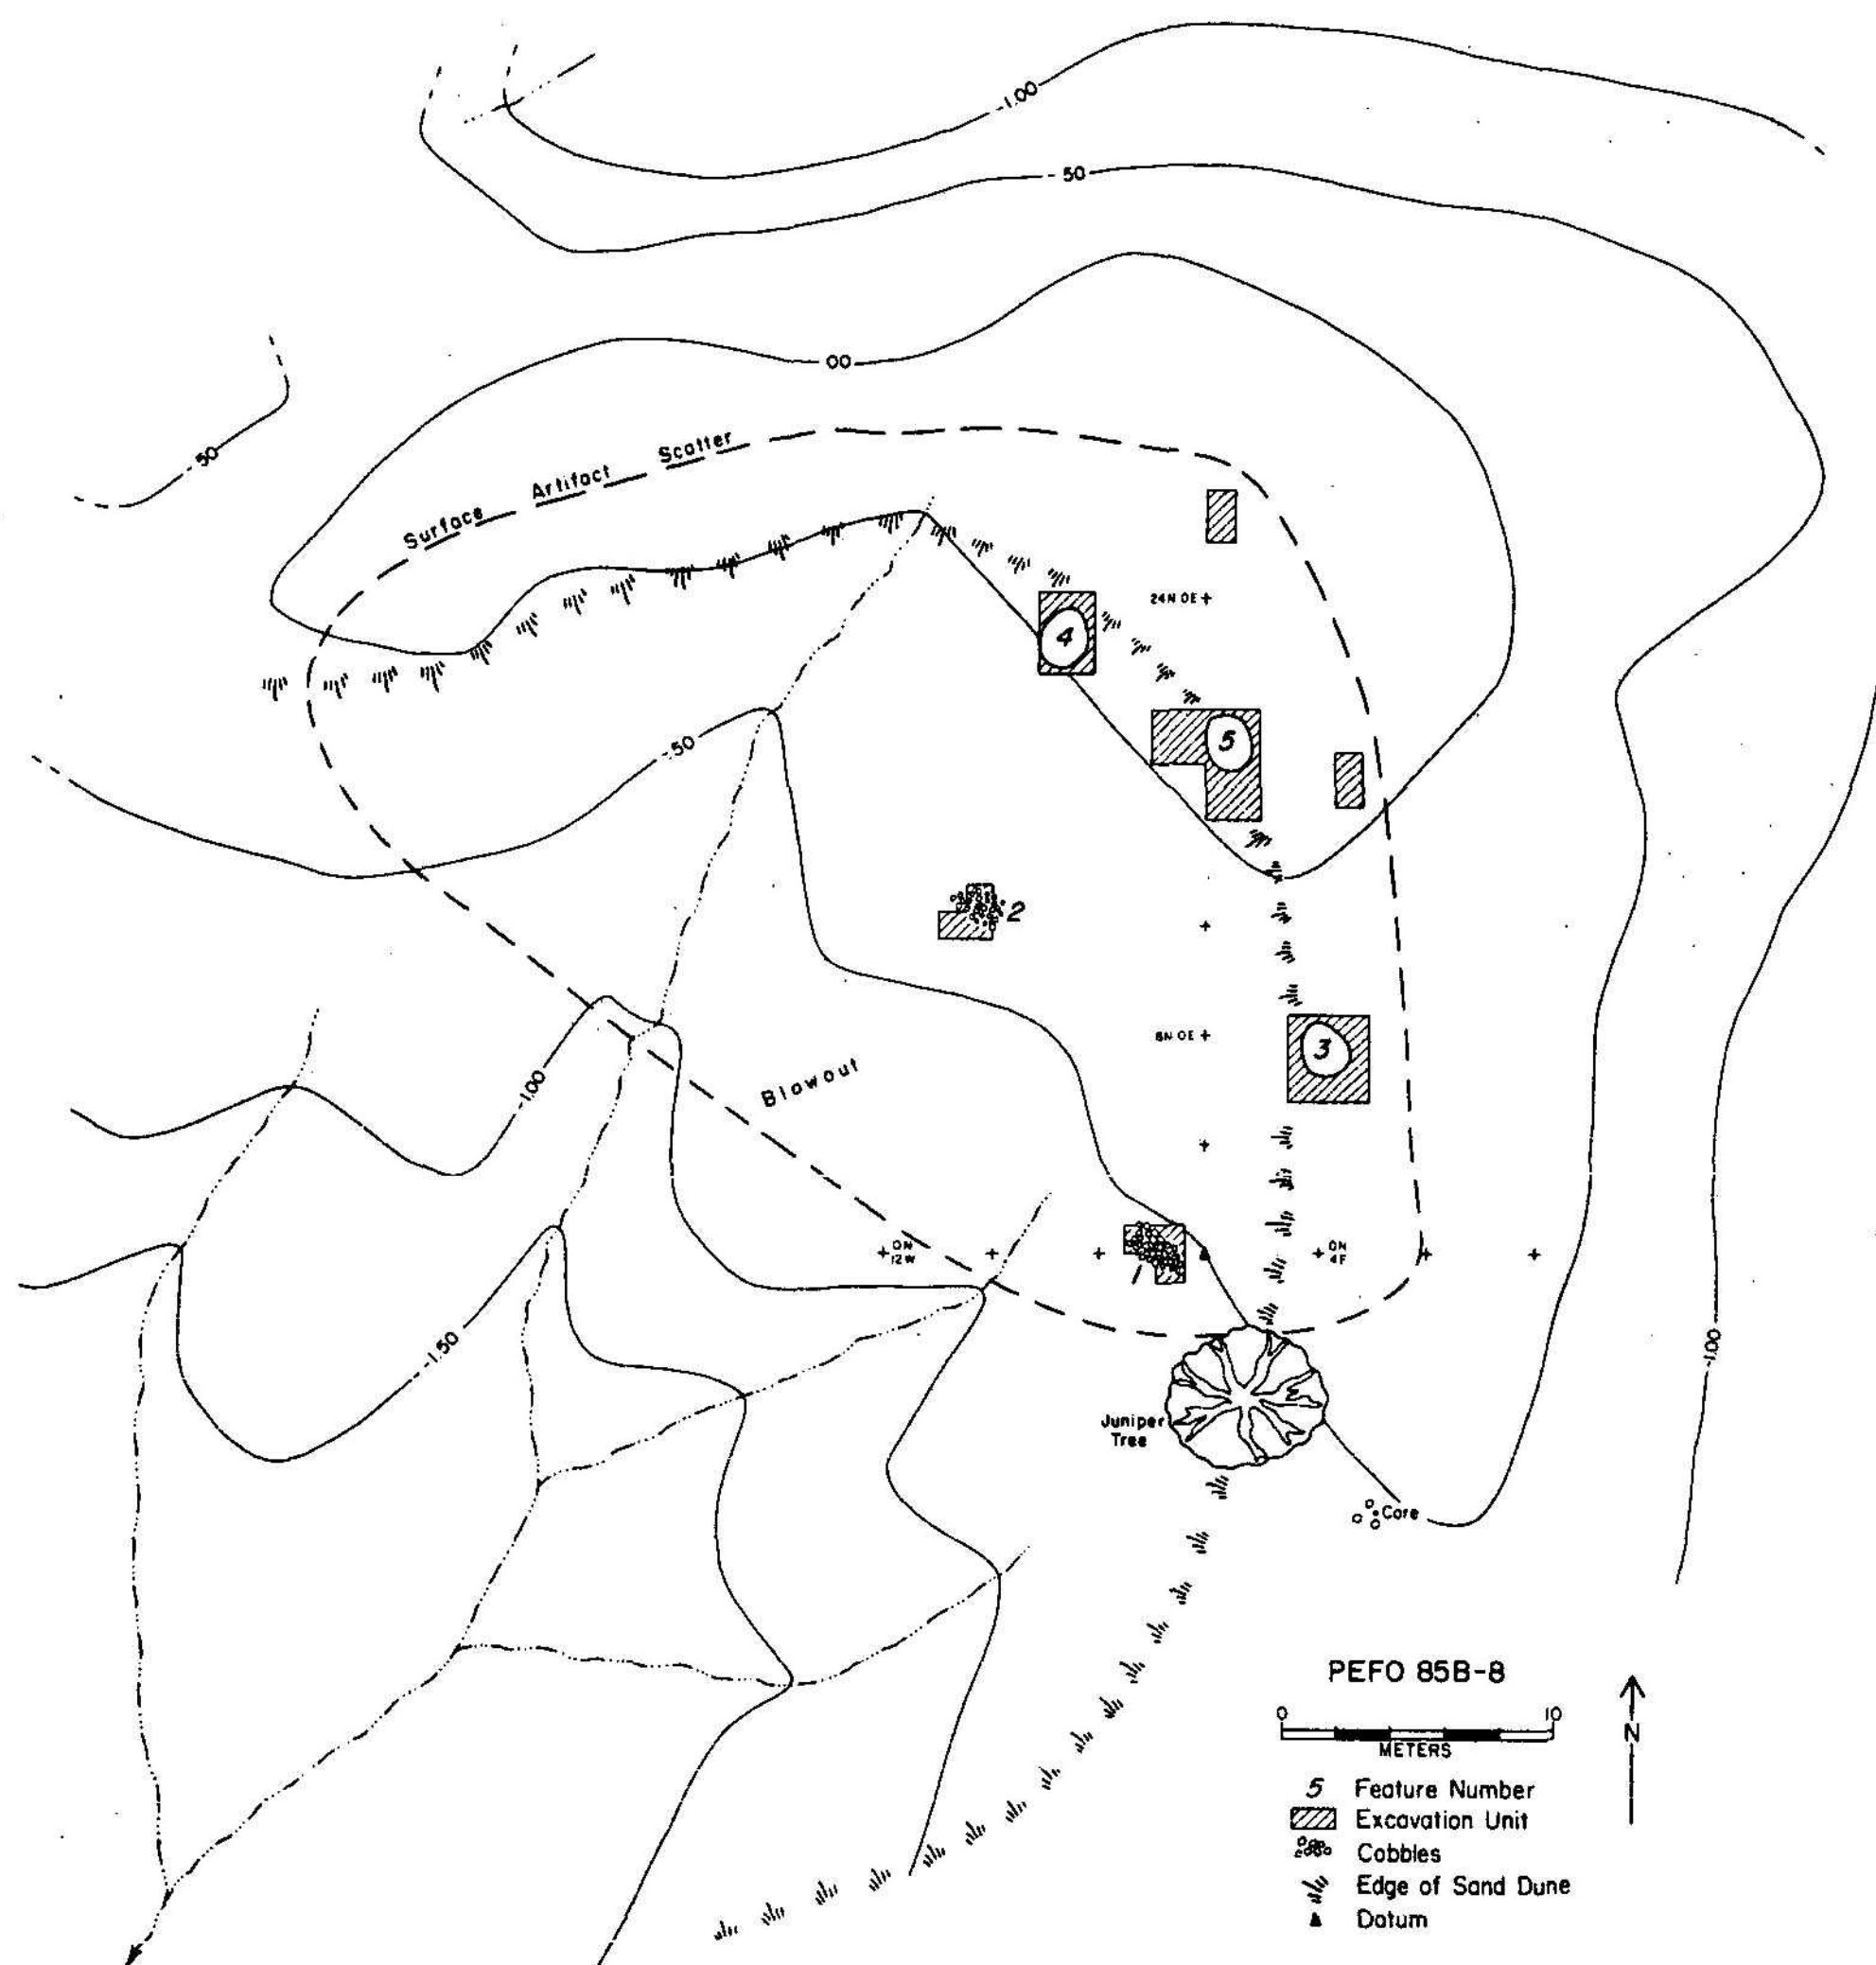 -1.00
-.50
.00
-.50
Surface Artifact Scatter
24N 0E +
4
5
-.50
2
8N 0E +
3
Blowout
-1.00
+ 0N
12W
+ 0N
4E
1
-1.50
-1.00
Juniper
Tree
Core
PEFO 85B-8
0 10
METERS
N
5 Feature Number
Excavation Unit
Cobbles
Edge of Sand Dune
Datum